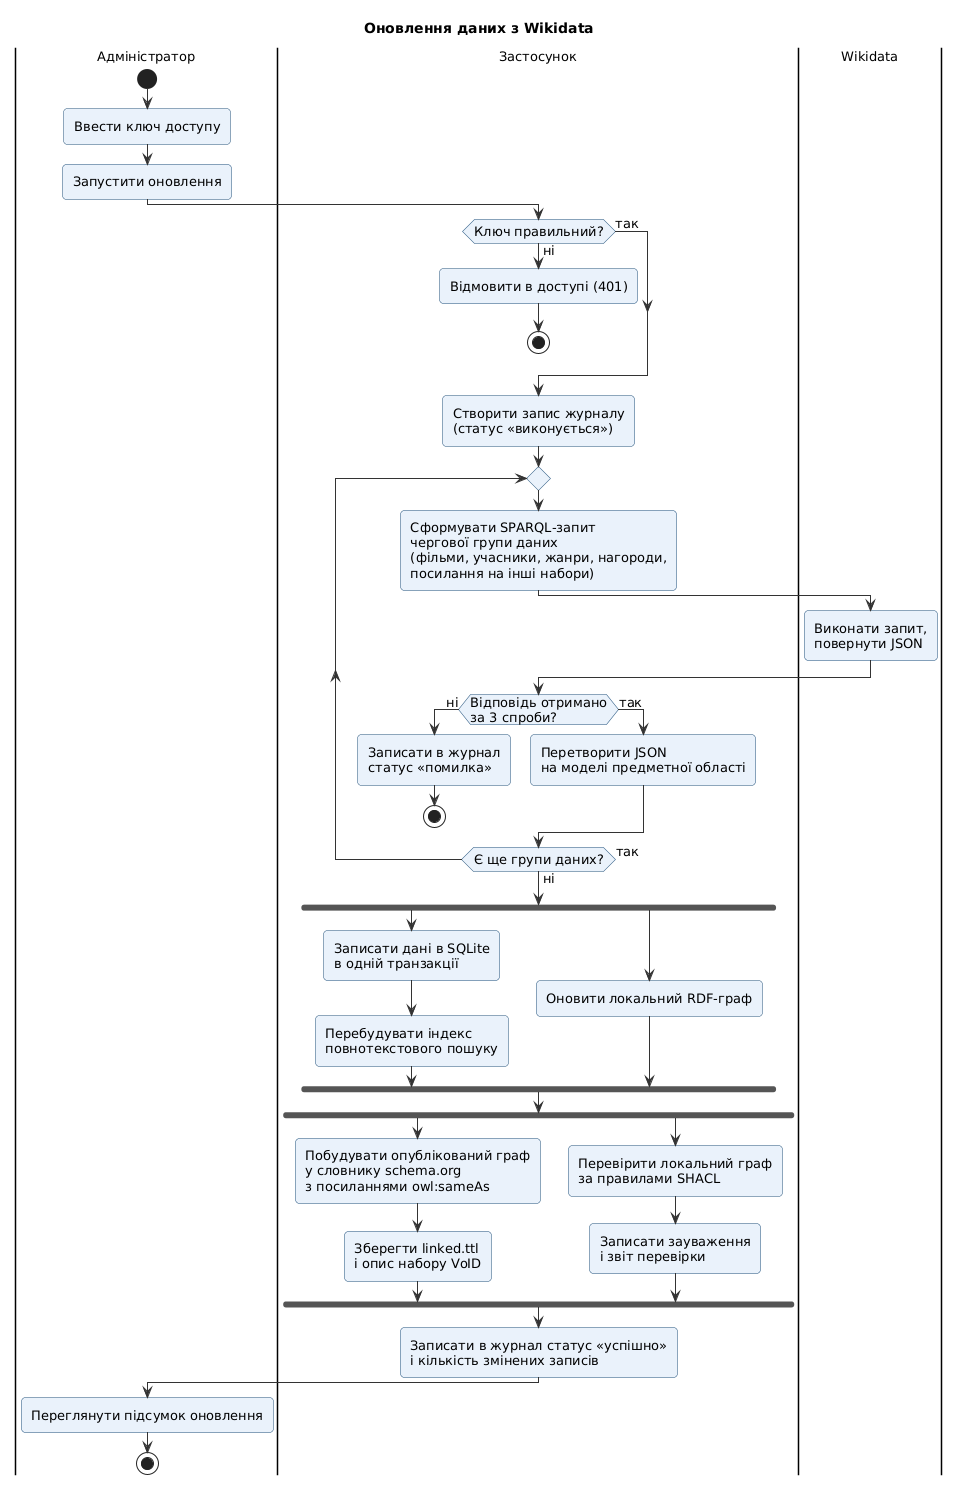 Оновлення даних з Wikidata
Адміністратор
Застосунок
Wikidata
Ввести ключ доступу
Запустити оновлення
Ключ правильний?
так
ні
Відмовити в доступі (401)
Створити запис журналу
(статус «виконується»)
Сформувати SPARQL-запит
чергової групи даних
(фільми, учасники, жанри, нагороди,
посилання на інші набори)
Виконати запит,
повернути JSON
ні
Відповідь отримано
за 3 спроби?
так
Записати в журнал
статус «помилка»
Перетворити JSON
на моделі предметної області
Є ще групи даних?
так
ні
Записати дані в SQLite
в одній транзакції
Оновити локальний RDF-граф
Перебудувати індекс
повнотекстового пошуку
Побудувати опублікований граф
у словнику schema.org
з посиланнями owl:sameAs
Перевірити локальний граф
за правилами SHACL
Зберегти linked.ttl
і опис набору VoID
Записати зауваження
і звіт перевірки
Записати в журнал статус «успішно»
і кількість змінених записів
Переглянути підсумок оновлення